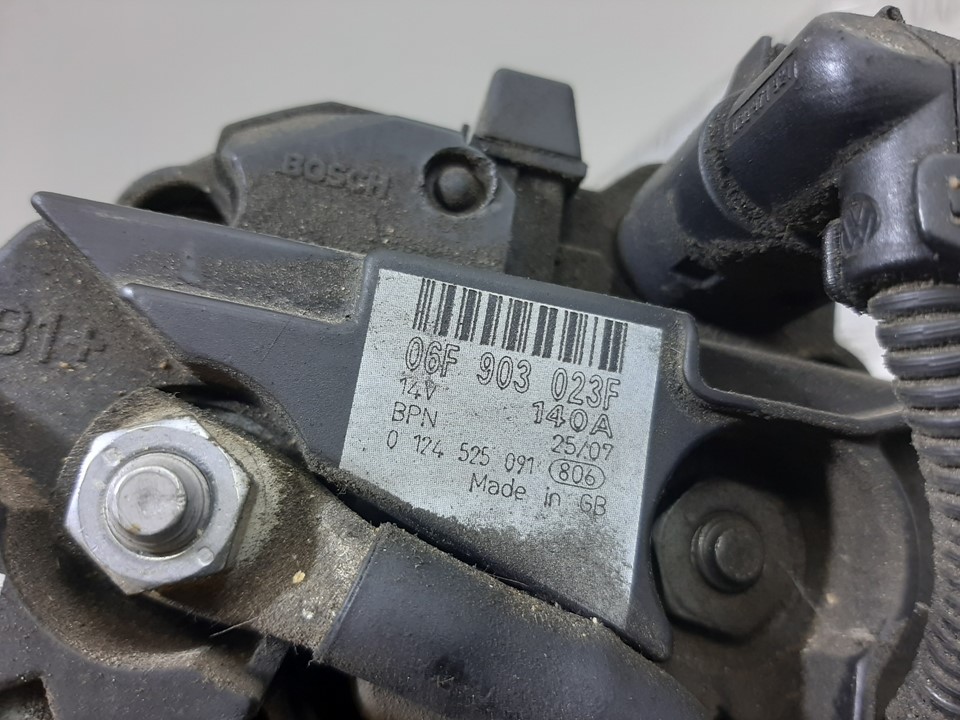 BOSCH
B1+
06F 903 023F
14V 140A
BPN 25/07
0 124 525 091 806
Made in GB